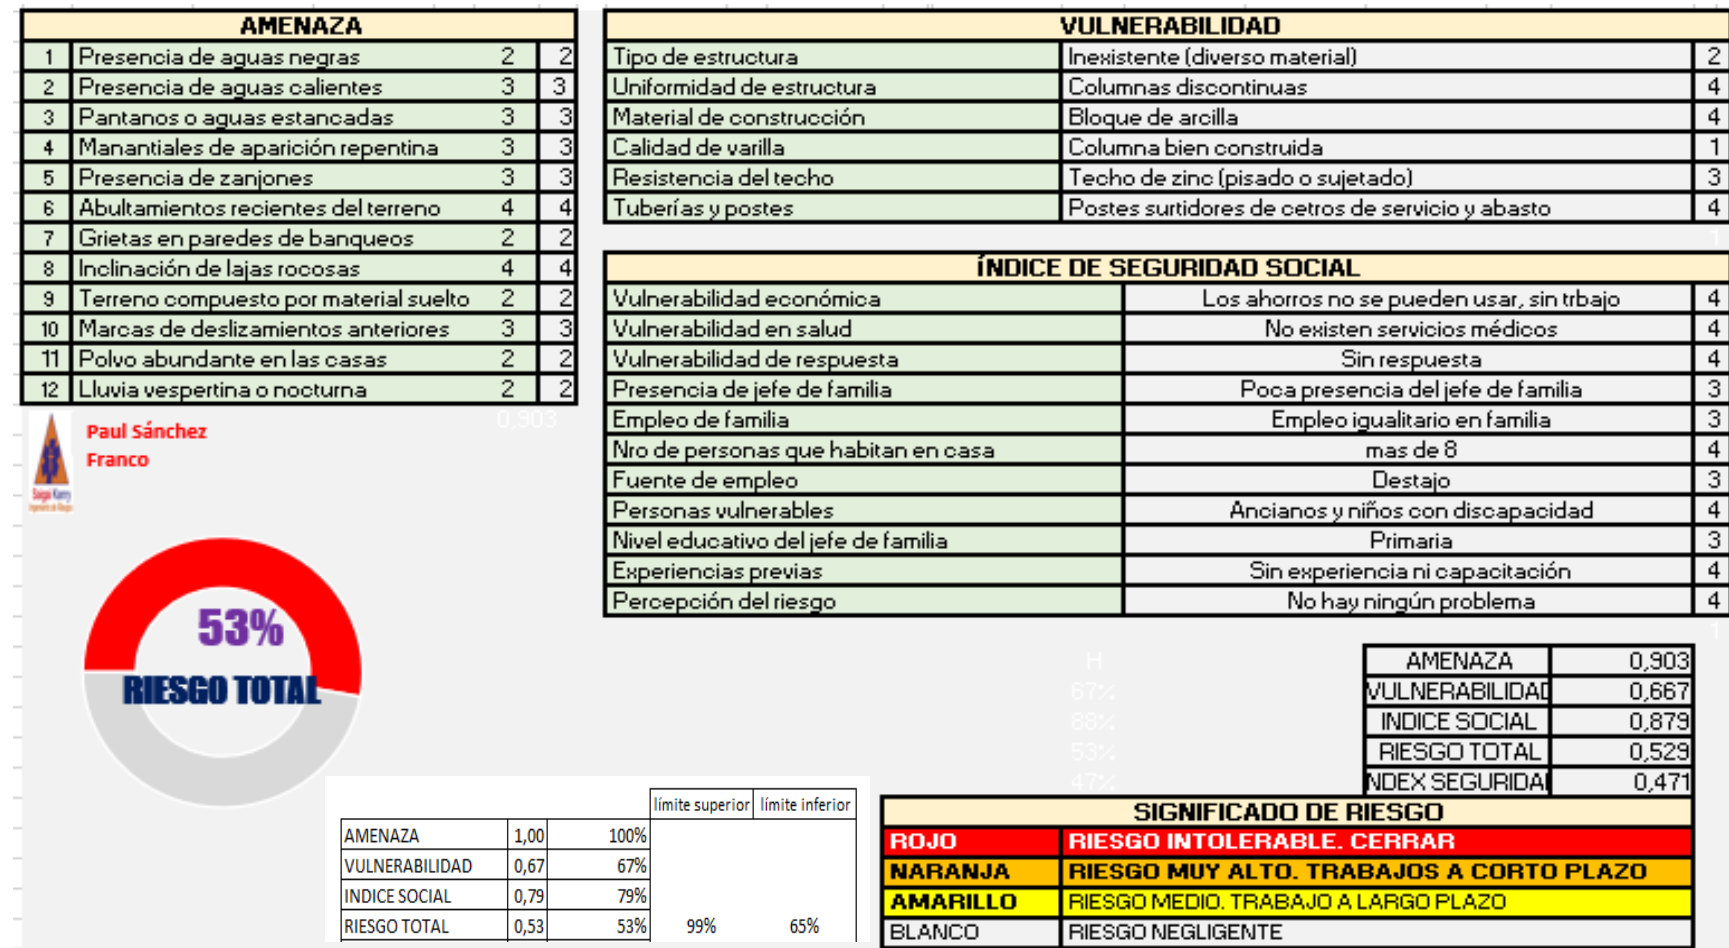 AMENAZA
1 Presencia de aguas negras 2 2
2 Presencia de aguas calientes 3 3
3 Pantanos o aguas estancadas 3 3
4 Manantiales de aparición repentina 3 3
5 Presencia de zanjones 3 3
6 Abultamientos recientes del terreno 4 4
7 Grietas en paredes de banqueos 2 2
8 Inclinación de lajas rocosas 4 4
9 Terreno compuesto por material suelto 2 2
10 Marcas de deslizamientos anteriores 3 3
11 Polvo abundante en las casas 2 2
12 Lluvia vespertina o nocturna 2 2
0,903
Paul Sánchez
Franco
53%
RIESGO TOTAL
VULNERABILIDAD
Tipo de estructura Inexistente (diverso material) 2
Uniformidad de estructura Columnas discontinuas 4
Material de construcción Bloque de arcilla 4
Calidad de varilla Columna bien construida 1
Resistencia del techo Techo de zinc (pisado o sujetado) 3
Tuberías y postes Postes surtidores de cetros de servicio y abasto 4
1
ÍNDICE DE SEGURIDAD SOCIAL
Vulnerabilidad económica Los ahorros no se pueden usar, sin trbajo 4
Vulnerabilidad en salud No existen servicios médicos 4
Vulnerabilidad de respuesta Sin respuesta 4
Presencia de jefe de familia Poca presencia del jefe de familia 3
Empleo de familia Empleo igualitario en familia 3
Nro de personas que habitan en casa mas de 8 4
Fuente de empleo Destajo 3
Personas vulnerables Ancianos y niños con discapacidad 4
Nivel educativo del jefe de familia Primaria 3
Experiencias previas Sin experiencia ni capacitación 4
Percepción del riesgo No hay ningún problema 4
1
H
67%
88%
53%
47%
AMENAZA 0,903
VULNERABILIDAD 0,667
INDICE SOCIAL 0,879
RIESGO TOTAL 0,529
NDEX SEGURIDA 0,471
límite superior límite inferior
AMENAZA 1,00 100%
VULNERABILIDAD 0,67 67%
INDICE SOCIAL 0,79 79%
RIESGO TOTAL 0,53 53% 99% 65%
SIGNIFICADO DE RIESGO
ROJO RIESGO INTOLERABLE. CERRAR
NARANJA RIESGO MUY ALTO. TRABAJOS A CORTO PLAZO
AMARILLO RIESGO MEDIO. TRABAJO A LARGO PLAZO
BLANCO RIESGO NEGLIGENTE